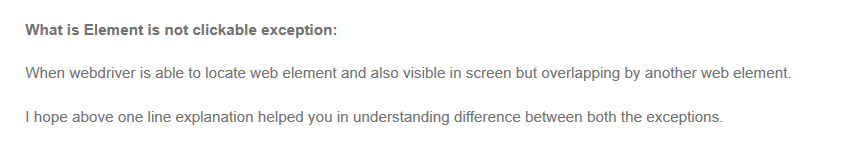 What is Element is not clickable exception:
When webdriver is able to locate web element and also visible in screen but overlapping by another web element.
I hope above one line explanation helped you in understanding difference between both the exceptions.